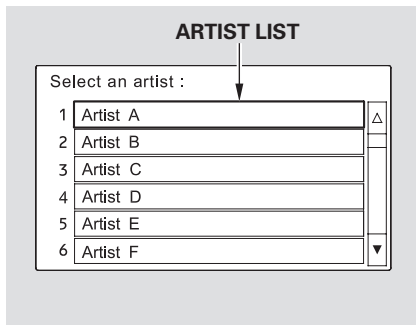 ARTIST LIST
Select an artist :
1 Artist A
2 Artist B
3 Artist C
4 Artist D
5 Artist E
6 Artist F